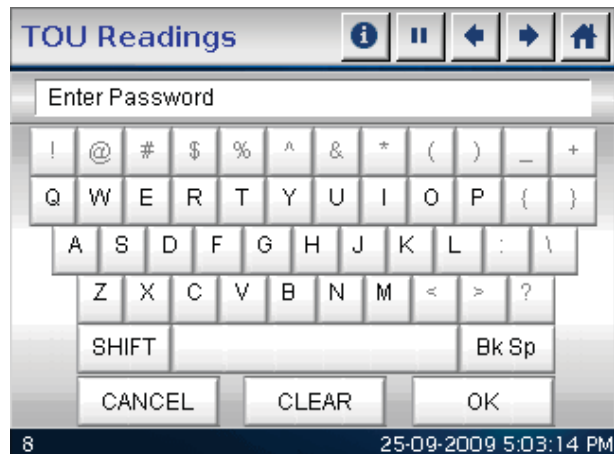 TOU Readings
Enter Password
! @ # $ % ^ & * ( ) _ +
Q W E R T Y U I O P { }
A S D F G H J K L : \
Z X C V B N M < > ?
SHIFT Bk Sp
CANCEL CLEAR OK
8 25-09-2009 5:03:14 PM